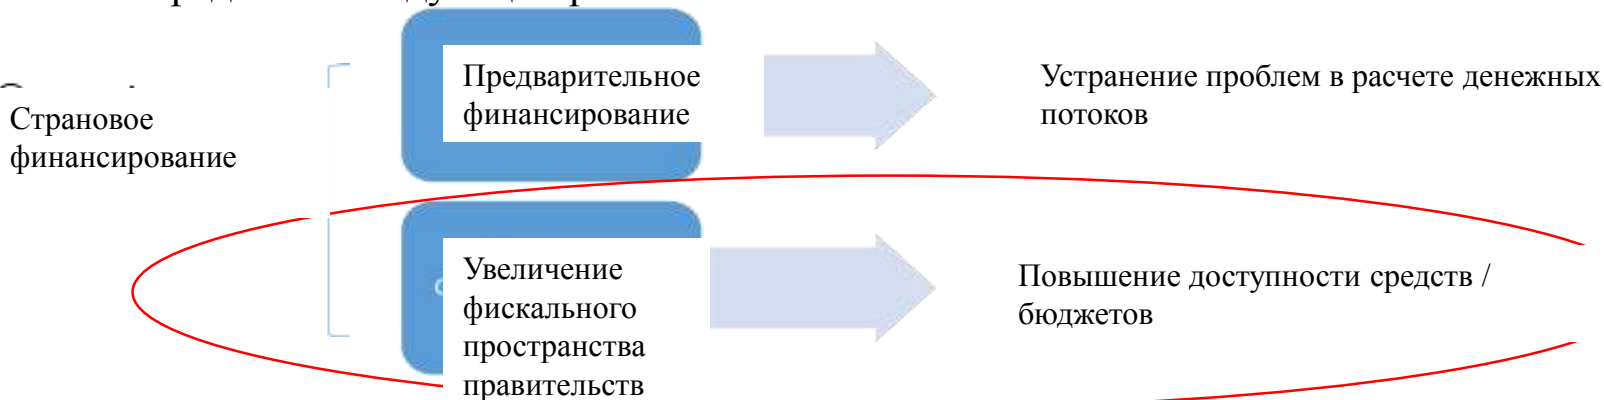 Страновое
финансирование
Предварительное
финансирование
Устранение проблем в расчете денежных
потоков
Увеличение
фискального
пространства
правительств
Повышение доступности средств /
бюджетов